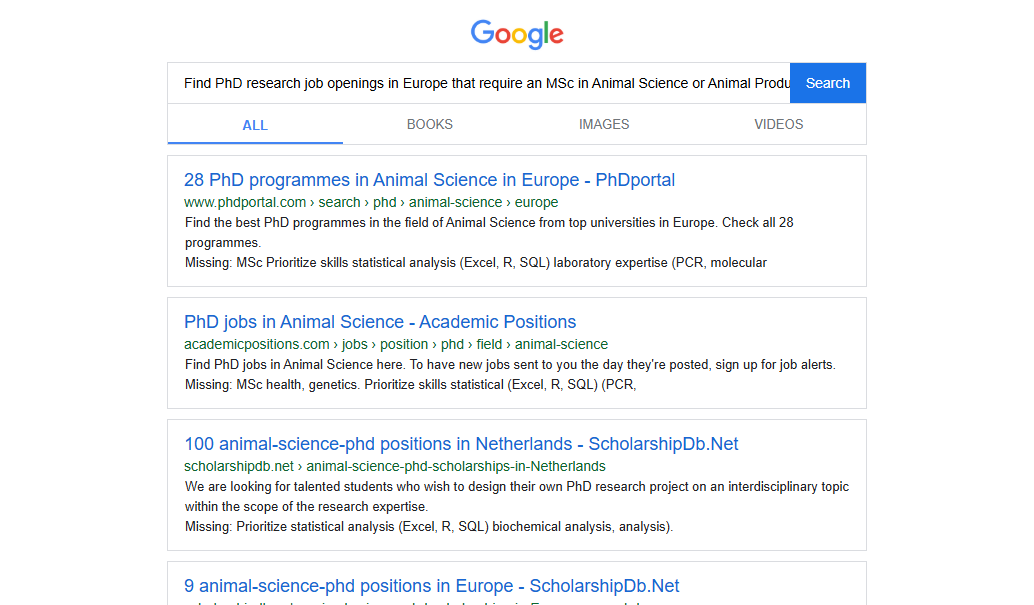 Google
Find PhD research job openings in Europe that require an MSc in Animal Science or Animal Produ
Search
ALL
BOOKS
IMAGES
VIDEOS
28 PhD programmes in Animal Science in Europe - PhDportal
www.phdportal.com › search › phd › animal-science › europe
Find the best PhD programmes in the field of Animal Science from top universities in Europe. Check all 28
programmes.
Missing: MSc Prioritize skills statistical analysis (Excel, R, SQL) laboratory expertise (PCR, molecular
PhD jobs in Animal Science - Academic Positions
academicpositions.com › jobs › position › phd › field › animal-science
Find PhD jobs in Animal Science here. To have new jobs sent to you the day they're posted, sign up for job alerts.
Missing: MSc health, genetics. Prioritize skills statistical (Excel, R, SQL) (PCR,
100 animal-science-phd positions in Netherlands - ScholarshipDb.Net
scholarshipdb.net › animal-science-phd-scholarships-in-Netherlands
We are looking for talented students who wish to design their own PhD research project on an interdisciplinary topic
within the scope of the research expertise.
Missing: Prioritize statistical analysis (Excel, R, SQL) biochemical analysis, analysis).
9 animal-science-phd positions in Europe - ScholarshipDb.Net